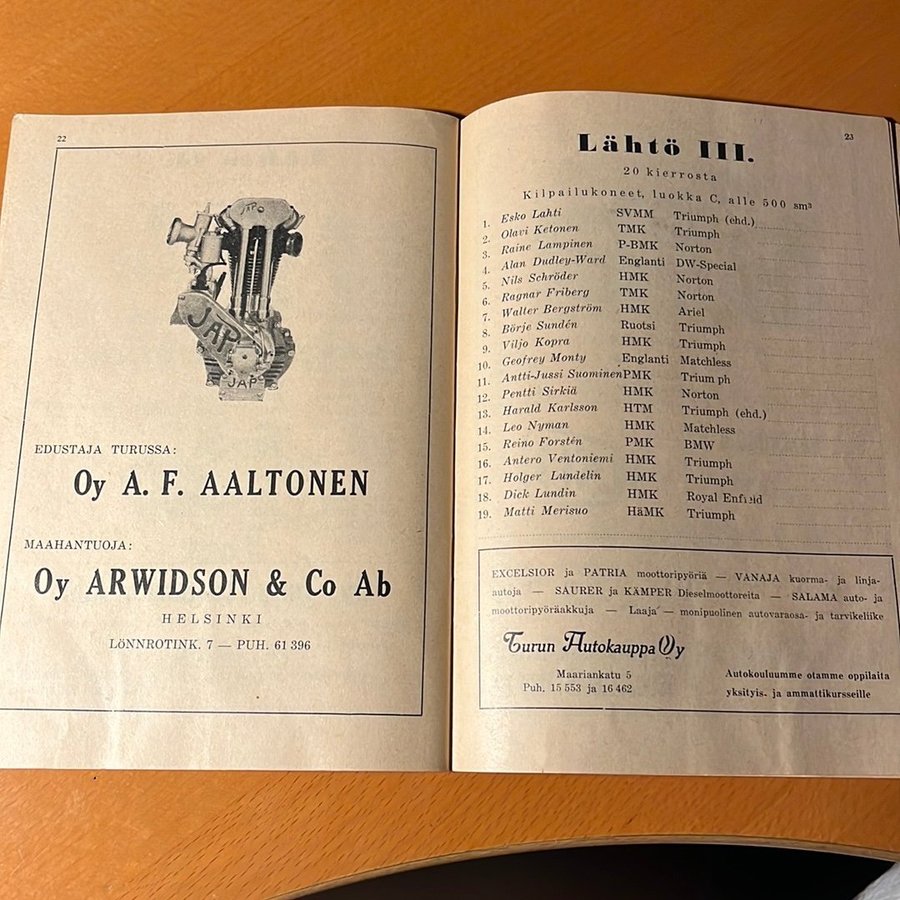 22
JAP
JAP
JAP
EDUSTAJA TURUSSA:
Oy A. F. AALTONEN
MAAHANTUOJA:
Oy ARWIDSON & Co Ab
HELSINKI
LÖNNROTINK. 7 — PUH. 61 396
23
Lähtö III.
20 kierrosta
Kilpailukoneet, luokka C, alle 500 sm³
1. Esko Lahti SVMM Triumph (ehd.)
2. Olavi Ketonen TMK Triumph
3. Raine Lampinen P-BMK Norton
4. Alan Dudley-Ward Englanti DW-Special
5. Nils Schröder HMK Norton
6. Ragnar Friberg TMK Norton
7. Walter Bergström HMK Ariel
8. Börje Sundén Ruotsi Triumph
9. Viljo Kopra HMK Triumph
10. Geofrey Monty Englanti Matchless
11. Antti-Jussi Suominen PMK Triumph
12. Pentti Sirkiä HMK Norton
13. Harald Karlsson HTM Triumph (ehd.)
14. Leo Nyman HMK Matchless
15. Reino Forstén PMK BMW
16. Antero Ventoniemi HMK Triumph
17. Holger Lundelin HMK Triumph
18. Dick Lundin HMK Royal Enfield
19. Matti Merisuo HäMK Triumph
EXCELSIOR ja PATRIA moottoripyöriä — VANAJA kuorma- ja linja-
autoja — SAURER ja KÄMPER Dieselmoottoreita — SALAMA auto- ja
moottoripyöräakkuja — Laaja — monipuolinen autovaraosa- ja tarvikeliike
Turun Autokauppa Oy
Maariankatu 5
Puh. 15 553 ja 16 462
Autokouluumme otamme oppilaita
yksityis- ja ammattikursseille